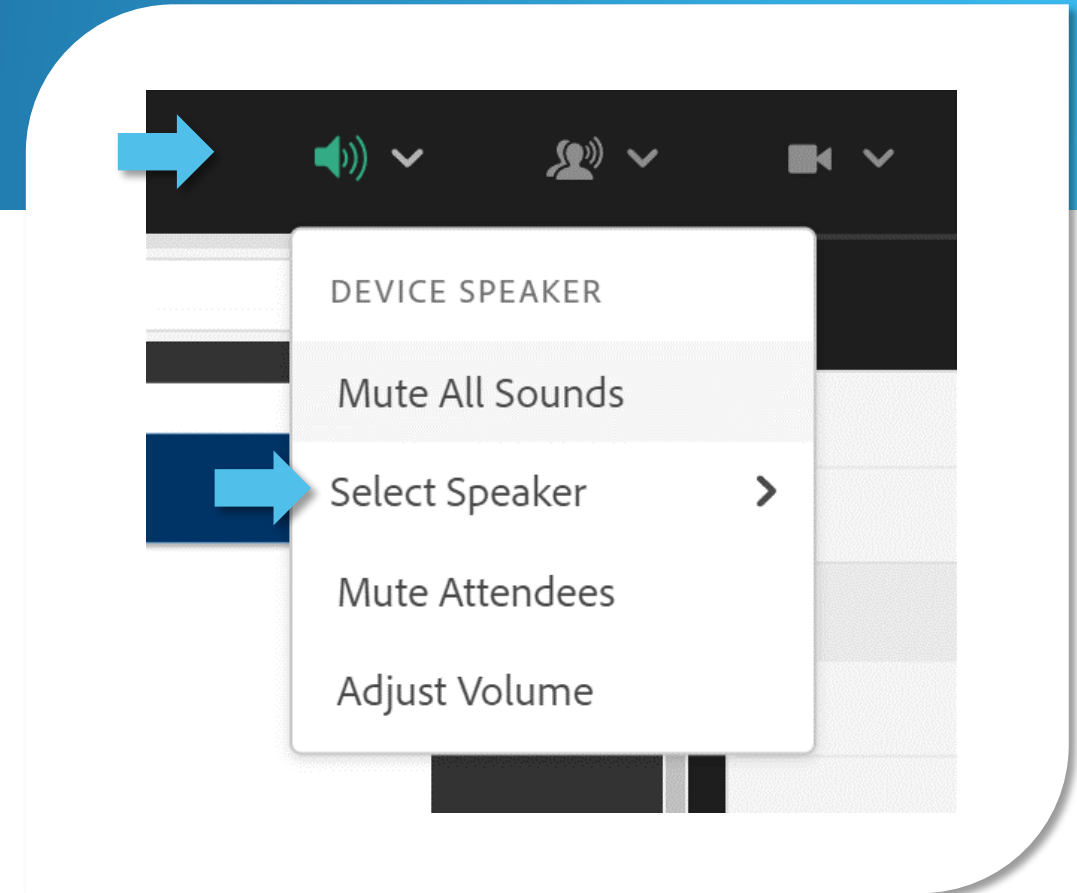 DEVICE SPEAKER
Mute All Sounds
Select Speaker
Mute Attendees
Adjust Volume